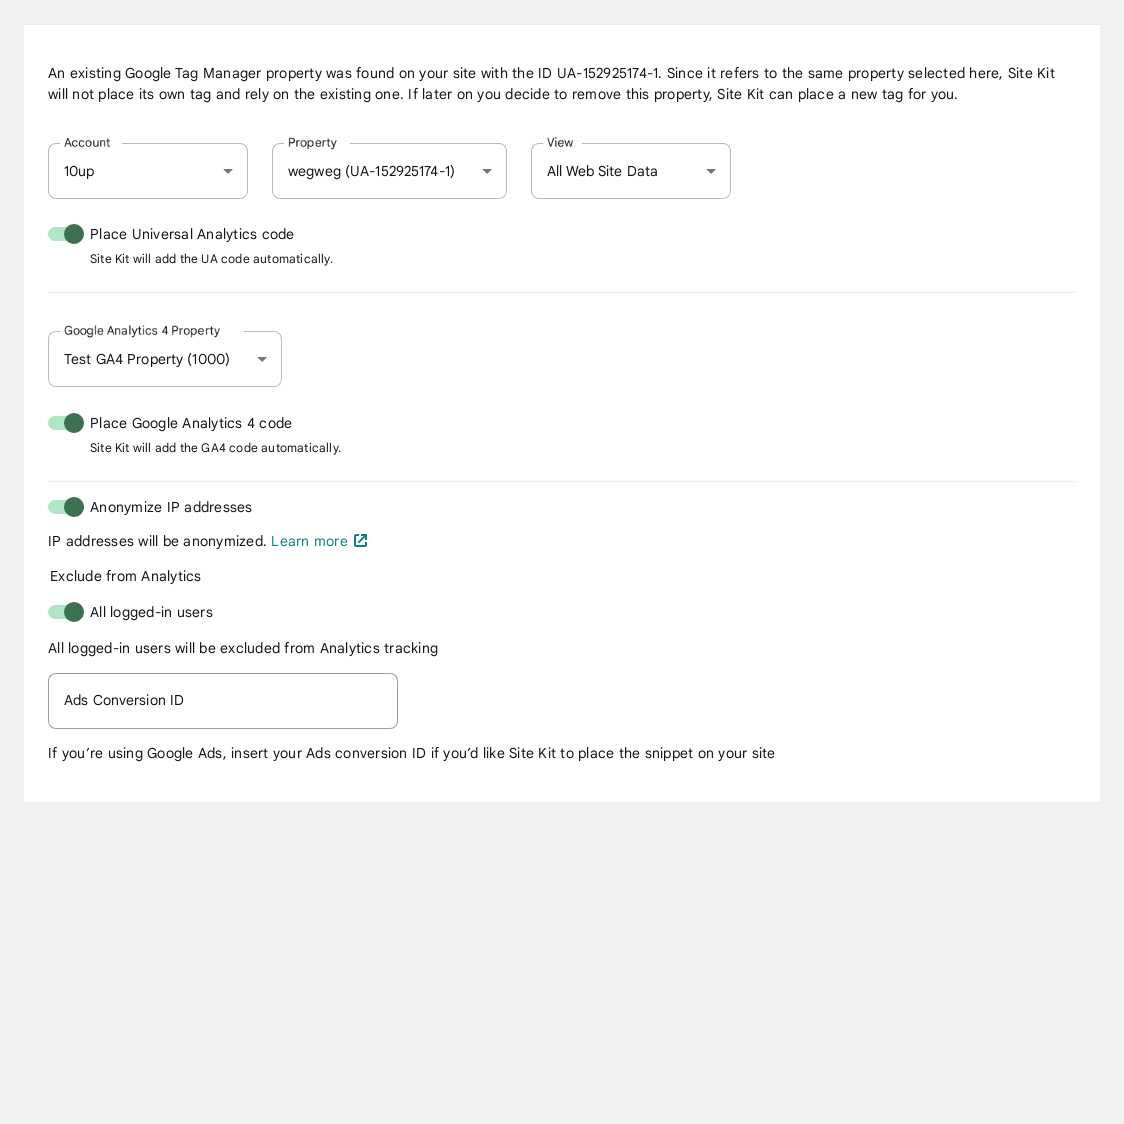 An existing Google Tag Manager property was found on your site with the ID UA-152925174-1. Since it refers to the same property selected here, Site Kit
will not place its own tag and rely on the existing one. If later on you decide to remove this property, Site Kit can place a new tag for you.
Account
10up
Property
wegweg (UA-152925174-1)
View
All Web Site Data
Place Universal Analytics code
Site Kit will add the UA code automatically.
Google Analytics 4 Property
Test GA4 Property (1000)
Place Google Analytics 4 code
Site Kit will add the GA4 code automatically.
Anonymize IP addresses
IP addresses will be anonymized. Learn more
Exclude from Analytics
All logged-in users
All logged-in users will be excluded from Analytics tracking
Ads Conversion ID
If you’re using Google Ads, insert your Ads conversion ID if you’d like Site Kit to place the snippet on your site